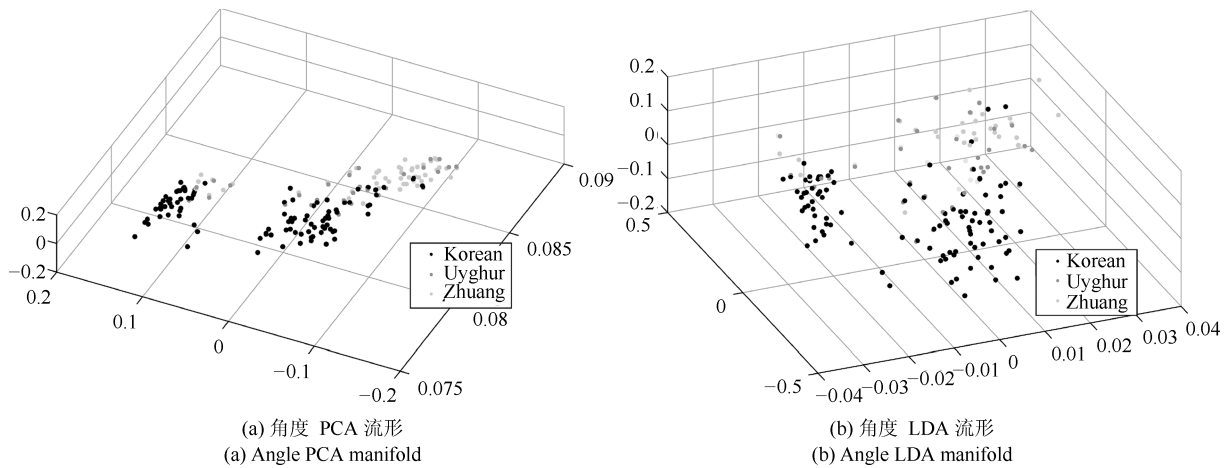 0.2
0
−0.2
0.2
0.1
0
−0.1
−0.2
0.075
0.08
0.085
0.09
Korean
Uyghur
Zhuang
(a) 角度 PCA 流形
(a) Angle PCA manifold
0.2
0.1
0
−0.1
−0.2
0.5
0
−0.5
−0.04
−0.03
−0.02
−0.01
0
0.01
0.02
0.03
0.04
Korean
Uyghur
Zhuang
(b) 角度 LDA 流形
(b) Angle LDA manifold